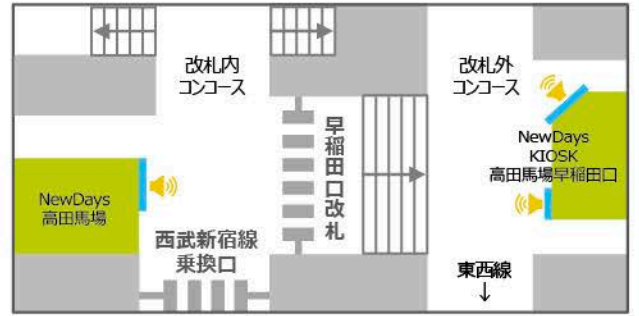 改札内
コンコース
改札外
コンコース
早稲田口改札
NewDays
KIOSK
高田馬場早稲田口
NewDays
高田馬場
西武新宿線
乗換口
東西線
↓